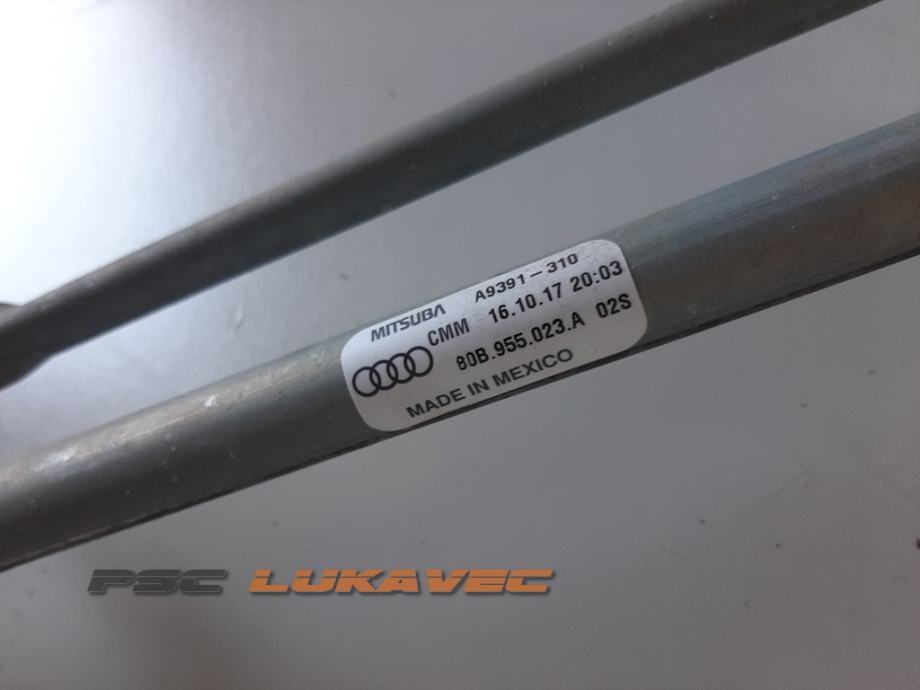 MITSUBA A9391-310
CMM 16.10.17 20:03
80B.955.023.A 02S
MADE IN MEXICO
PSC LUKAVEC